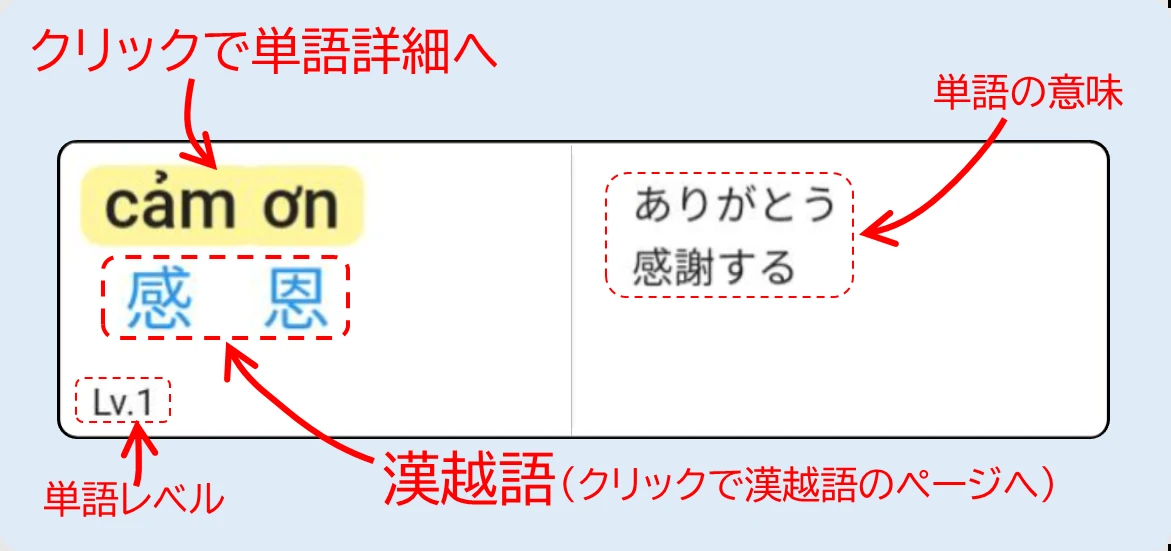 クリックで単語詳細へ
単語の意味
cảm ơn
感 恩
Lv.1
ありがとう
感謝する
単語レベル
漢越語(クリックで漢越語のページへ)